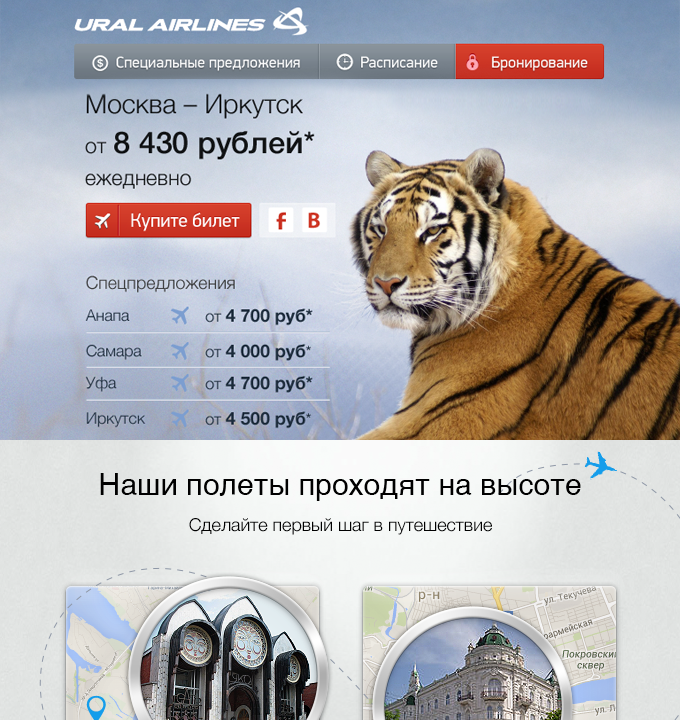 URAL AIRLINES
Специальные предложения
Расписание
Бронирование
Москва – Иркутск
от 8 430 рублей*
ежедневно
Купите билет
f B
Спецпредложения
Анапа от 4 700 руб*
Самара от 4 000 руб*
Уфа от 4 700 руб*
Иркутск от 4 500 руб*
Наши полеты проходят на высоте
Сделайте первый шаг в путешествие
р-н
ул. Текучева
Покровский
сквер